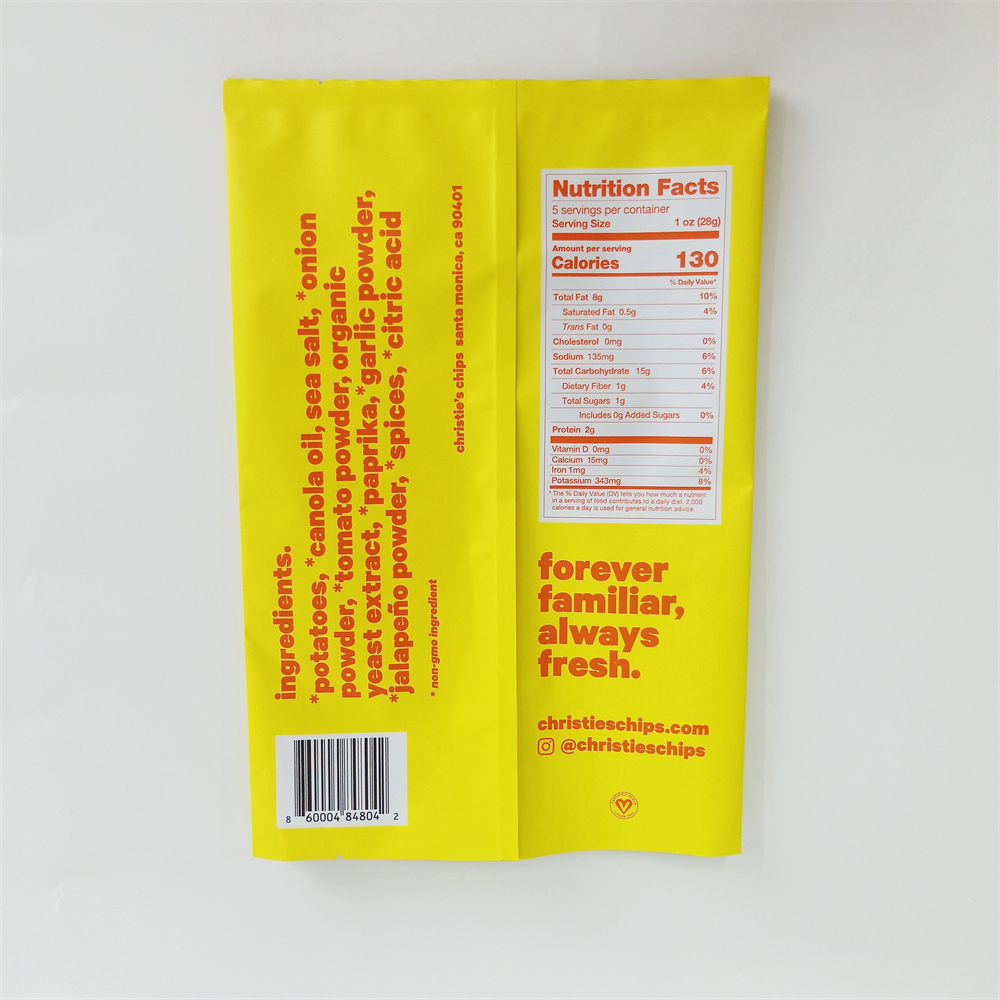 ingredients.
*potatoes, *canola oil, sea salt, *onion
powder, *tomato powder, organic
yeast extract, *paprika, *garlic powder,
*jalapeño powder, *spices, *citric acid
* non-gmo ingredient
christie's chips santa monica, ca 90401
8 60004 84804 2
Nutrition Facts
5 servings per container
Serving Size 1 oz (28g)
Amount per serving
Calories 130
% Daily Value*
Total Fat 8g 10%
Saturated Fat 0.5g 4%
Trans Fat 0g
Cholesterol 0mg 0%
Sodium 135mg 6%
Total Carbohydrate 15g 6%
Dietary Fiber 1g 4%
Total Sugars 1g
Includes 0g Added Sugars 0%
Protein 2g
Vitamin D 0mg 0%
Calcium 15mg 0%
Iron 1mg 4%
Potassium 343mg 8%
* The % Daily Value (DV) tells you how much a nutrient
in a serving of food contributes to a daily diet. 2,000
calories a day is used for general nutrition advice.
forever
familiar,
always
fresh.
christieschips.com
@christieschips